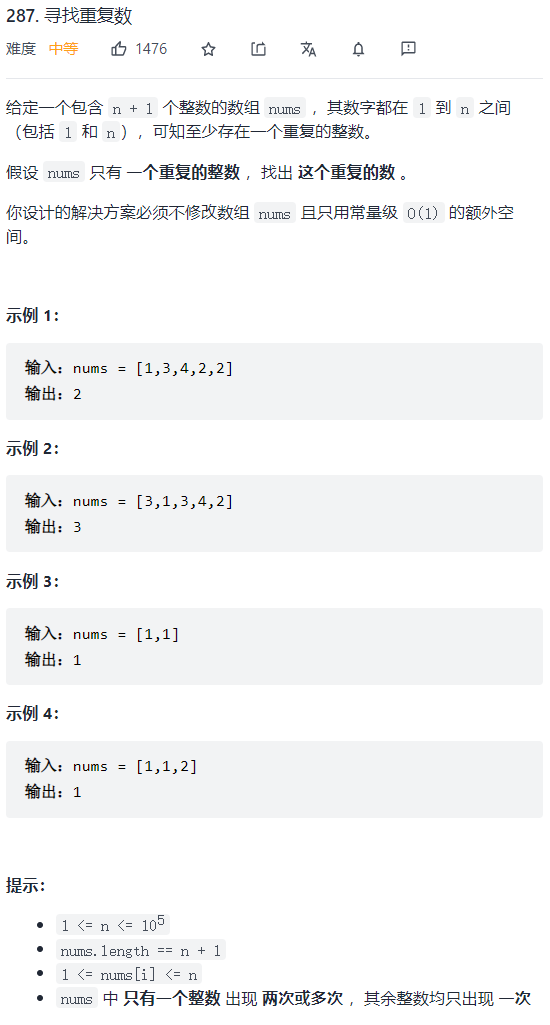 287. 寻找重复数
难度 中等 1476
给定一个包含 n + 1 个整数的数组 nums ，其数字都在 1 到 n 之间
（包括 1 和 n），可知至少存在一个重复的整数。
假设 nums 只有 一个重复的整数 ，找出 这个重复的数 。
你设计的解决方案必须不修改数组 nums 且只用常量级 O(1) 的额外空
间。
示例 1：
输入：nums = [1,3,4,2,2]
输出：2
示例 2：
输入：nums = [3,1,3,4,2]
输出：3
示例 3：
输入：nums = [1,1]
输出：1
示例 4：
输入：nums = [1,1,2]
输出：1
提示：
• 1 <= n <= 10⁵
• nums.length == n + 1
• 1 <= nums[i] <= n
• nums 中 只有一个整数 出现 两次或多次 ，其余整数均只出现 一次